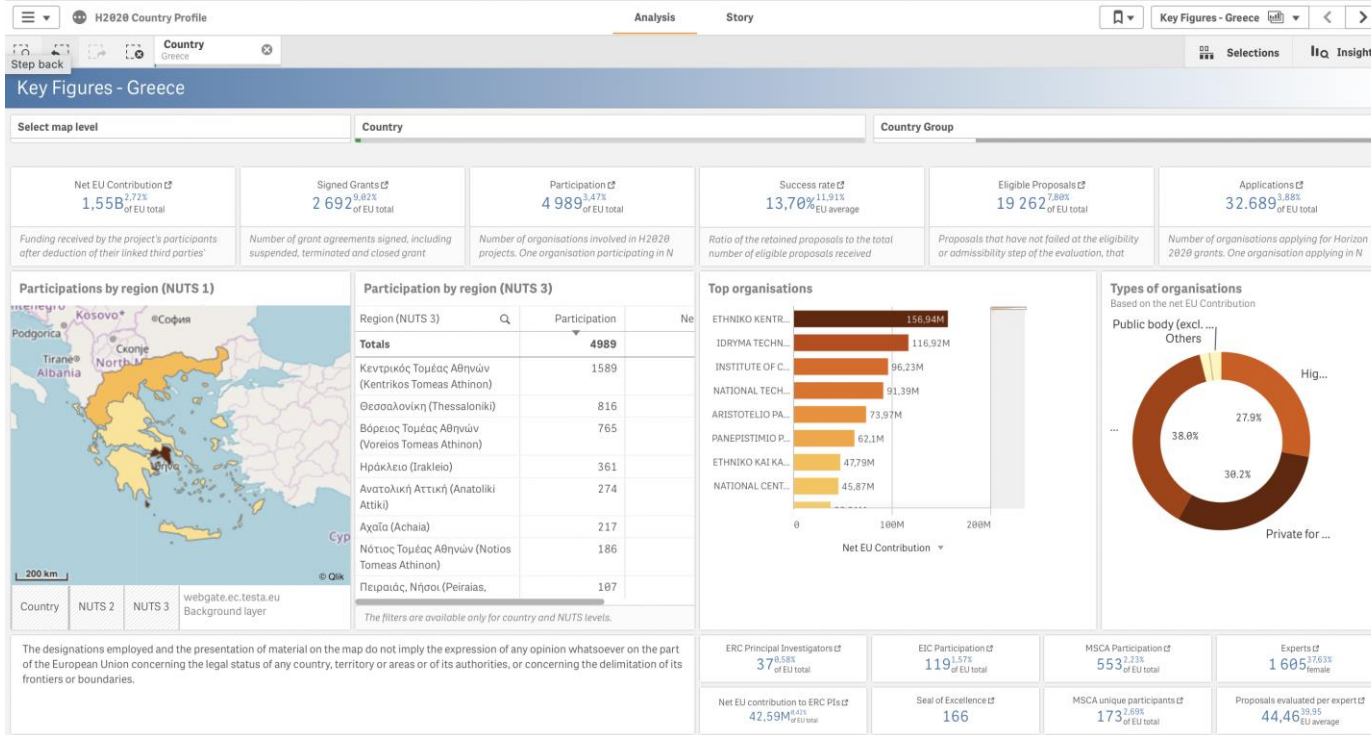 H2020 Country Profile
Analysis
Story
Key Figures - Greece
Step back
Country
Greece
Selections
Insight
Key Figures - Greece
Select map level
Country
Country Group
Net EU Contribution
1,55B 2,72% of EU total
Funding received by the project's participants
after deduction of their linked third parties'
Signed Grants
2 692 9,02% of EU total
Number of grant agreements signed, including
suspended, terminated and closed grant
Participation
4 989 3,47% of EU total
Number of organisations involved in H2020
projects. One organisation participating in N
Success rate
13,70% 11,91% EU average
Ratio of the retained proposals to the total
number of eligible proposals received
Eligible Proposals
19 262 7,80% of EU total
Proposals that have not failed at the eligibility
or admissibility step of the evaluation, that
Applications
32.689 3,88% of EU total
Number of organisations applying for Horizon
2020 grants. One organisation applying in N
Participations by region (NUTS 1)
Kosovo*
София
Podgorica
Скопје
Tiranë
North M
Albania
Cyp
200 km
© Qlik
Country
NUTS 2
NUTS 3
webgate.ec.testa.eu
Background layer
Participation by region (NUTS 3)
Region (NUTS 3) Participation Ne
Totals 4989
Κεντρικός Τομέας Αθηνών 1589
(Kentrikos Tomeas Athinon)
Θεσσαλονίκη (Thessaloniki) 816
Βόρειος Τομέας Αθηνών 765
(Voreios Tomeas Athinon)
Ηράκλειο (Irakleio) 361
Ανατολική Αττική (Anatoliki 274
Attiki)
Αχαΐα (Achaia) 217
Νότιος Τομέας Αθηνών (Notios 186
Tomeas Athinon)
Πειραιάς, Νήσοι (Peiraias, 107
The filters are available only for country and NUTS levels.
Top organisations
ETHNIKO KENTR... 156,94M
IDRYMA TECHN... 116,92M
INSTITUTE OF C... 96,23M
NATIONAL TECH... 91,39M
ARISTOTELIO PA... 73,97M
PANEPISTIMIO P... 62,1M
ETHNIKO KAI KA... 47,79M
NATIONAL CENT... 45,87M
0 100M 200M
Net EU Contribution
Types of organisations
Based on the net EU Contribution
Public body (excl. ...
Others
Hig...
27.9%
38.0%
...
30.2%
Private for ...
The designations employed and the presentation of material on the map do not imply the expression of any opinion whatsoever on the part
of the European Union concerning the legal status of any country, territory or areas or of its authorities, or concerning the delimitation of its
frontiers or boundaries.
ERC Principal Investigators
37 0,58% of EU total
EIC Participation
119 1,57% of EU total
MSCA Participation
553 2,23% of EU total
Experts
1 605 37,63% female
Net EU contribution to ERC PIs
42,59M 0,42% of EU total
Seal of Excellence
166
MSCA unique participants
173 2,69% of EU total
Proposals evaluated per expert
44,46 39,95 EU average